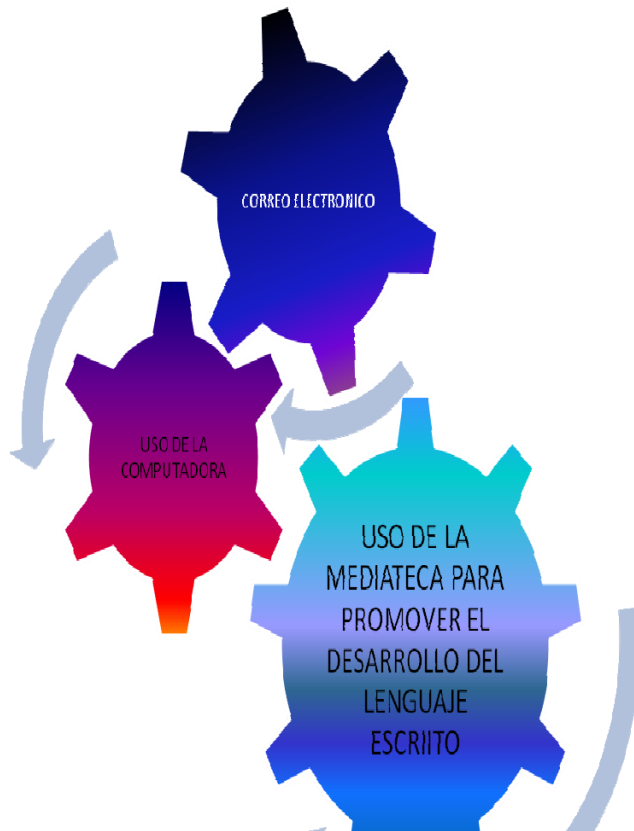 CORREO ELECTRONICO
USO DE LA
COMPUTADORA
USO DE LA
MEDIATECA PARA
PROMOVER EL
DESARROLLO DEL
LENGUAJE
ESCRIITO